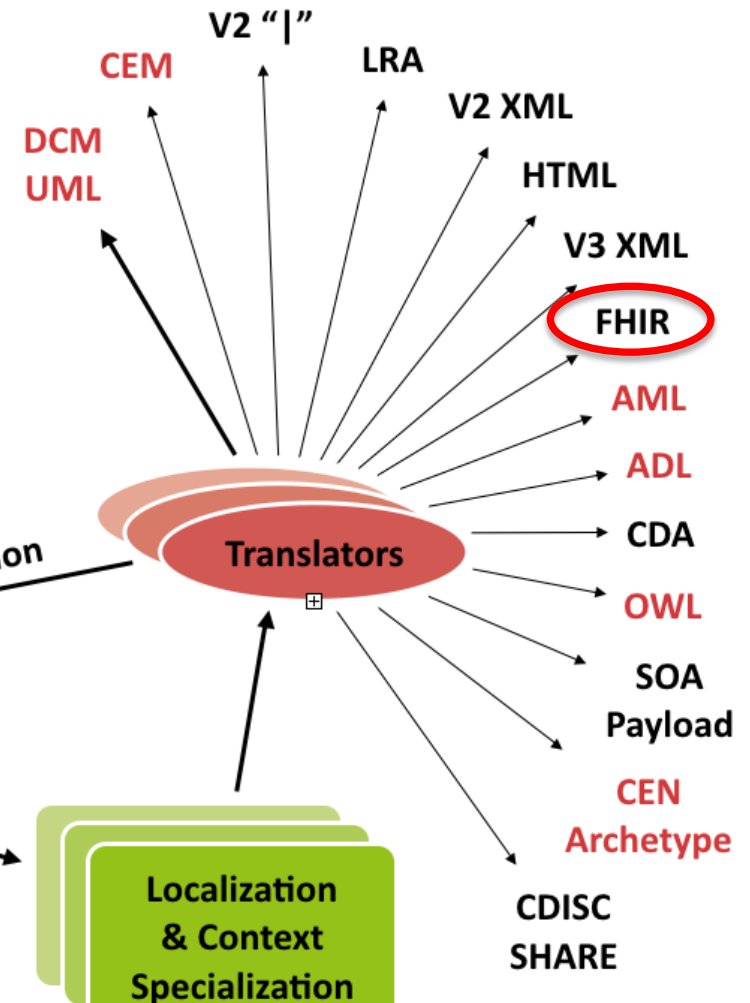 V2 “|”
CEM
LRA
V2 XML
DCM
UML
HTML
V3 XML
FHIR
AML
ADL
CDA
OWL
SOA
Payload
CEN
Archetype
CDISC
SHARE
Translators
on
Localization
& Context
Specialization